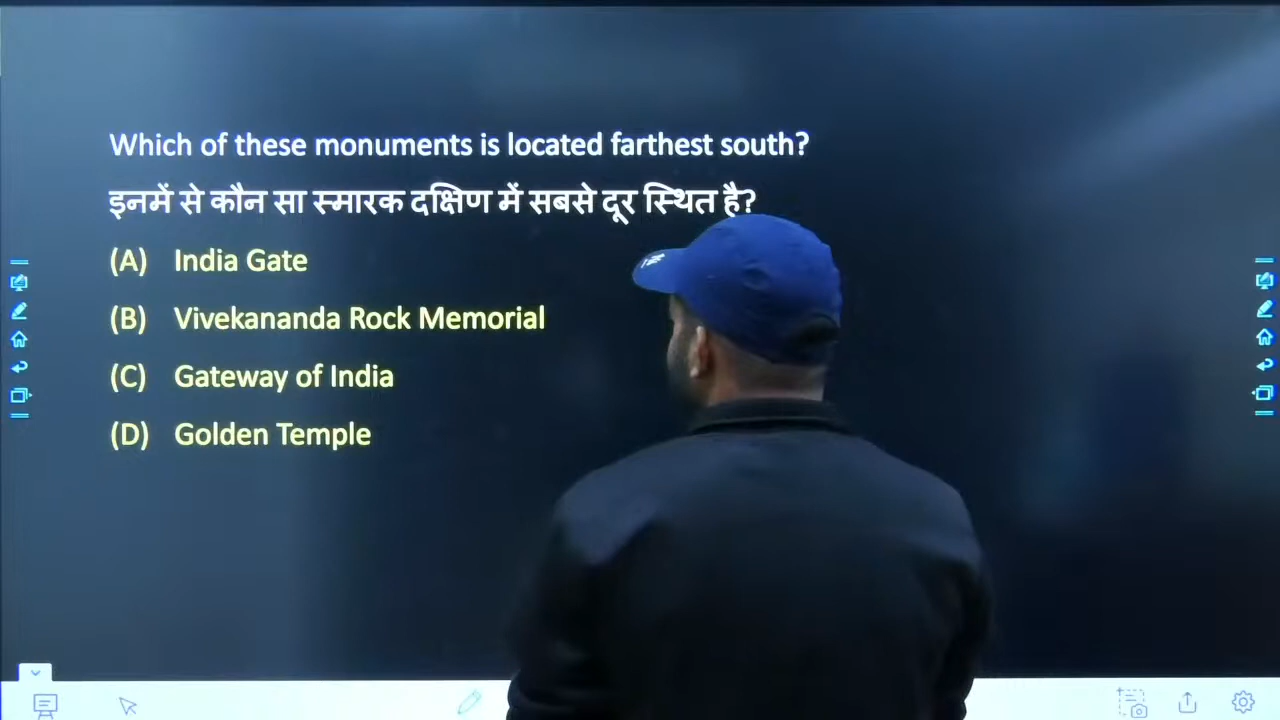 Which of these monuments is located farthest south?
इनमें से कौन सा स्मारक दक्षिण में सबसे दूर स्थित है?
(A) India Gate
(B) Vivekananda Rock Memorial
(C) Gateway of India
(D) Golden Temple